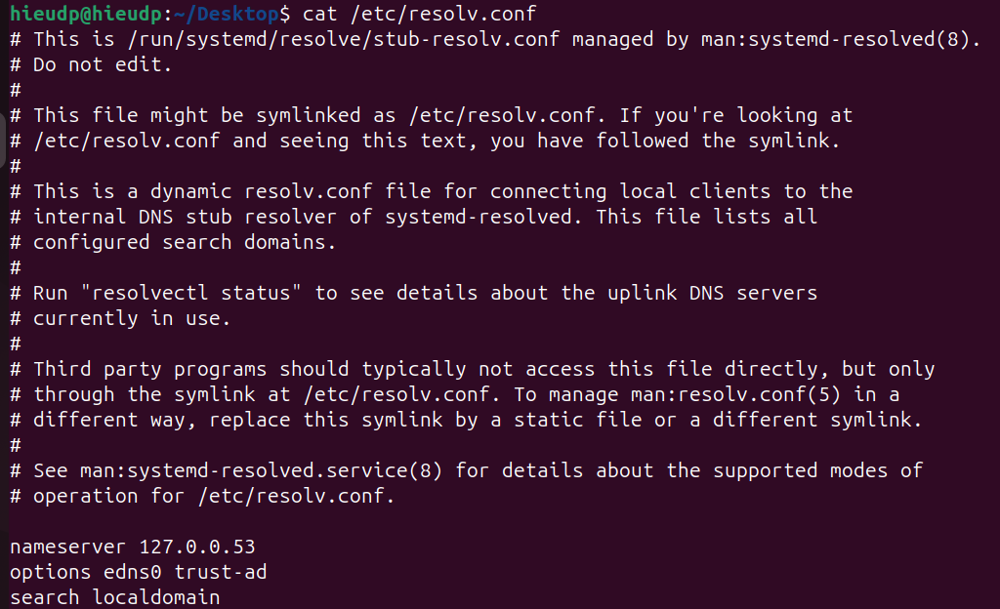 hieudp@hieudp:~/Desktop$ cat /etc/resolv.conf
# This is /run/systemd/resolve/stub-resolv.conf managed by man:systemd-resolved(8).
# Do not edit.
#
# This file might be symlinked as /etc/resolv.conf. If you're looking at
# /etc/resolv.conf and seeing this text, you have followed the symlink.
#
# This is a dynamic resolv.conf file for connecting local clients to the
# internal DNS stub resolver of systemd-resolved. This file lists all
# configured search domains.
#
# Run "resolvectl status" to see details about the uplink DNS servers
# currently in use.
#
# Third party programs should typically not access this file directly, but only
# through the symlink at /etc/resolv.conf. To manage man:resolv.conf(5) in a
# different way, replace this symlink by a static file or a different symlink.
#
# See man:systemd-resolved.service(8) for details about the supported modes of
# operation for /etc/resolv.conf.

nameserver 127.0.0.53
options edns0 trust-ad
search localdomain